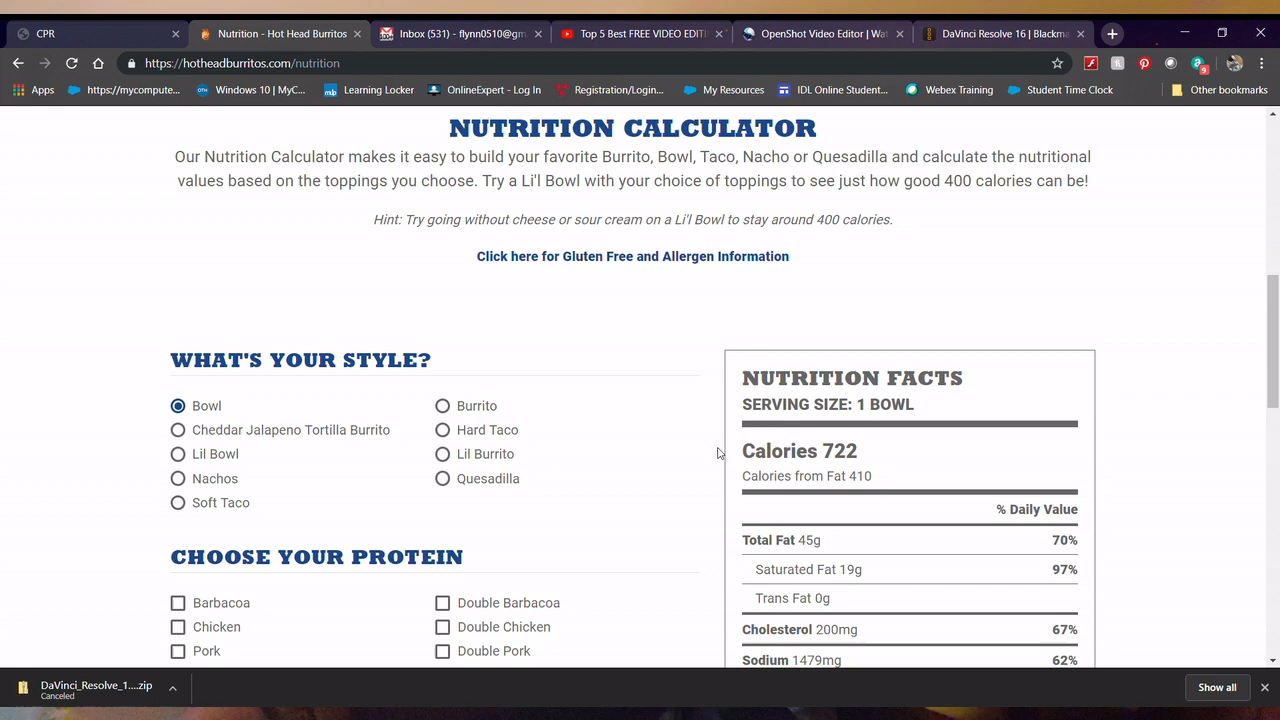 CPR
Nutrition - Hot Head Burritos
Inbox (531) - flynn0510@gm
Top 5 Best FREE VIDEO EDITI
OpenShot Video Editor | Wat
DaVinci Resolve 16 | Blackma
https://hotheadburritos.com/nutrition
Apps
https://mycompute...
Windows 10 | MyC...
Learning Locker
OnlineExpert - Log In
Registration/Login...
My Resources
IDL Online Student...
Webex Training
Student Time Clock
Other bookmarks
NUTRITION CALCULATOR
Our Nutrition Calculator makes it easy to build your favorite Burrito, Bowl, Taco, Nacho or Quesadilla and calculate the nutritional
values based on the toppings you choose. Try a Li'l Bowl with your choice of toppings to see just how good 400 calories can be!
Hint: Try going without cheese or sour cream on a Li'l Bowl to stay around 400 calories.
Click here for Gluten Free and Allergen Information
WHAT'S YOUR STYLE?
Bowl
Burrito
Cheddar Jalapeno Tortilla Burrito
Hard Taco
Lil Bowl
Lil Burrito
Nachos
Quesadilla
Soft Taco
CHOOSE YOUR PROTEIN
Barbacoa
Double Barbacoa
Chicken
Double Chicken
Pork
Double Pork
NUTRITION FACTS
SERVING SIZE: 1 BOWL
Calories 722
Calories from Fat 410
% Daily Value
Total Fat 45g 70%
Saturated Fat 19g 97%
Trans Fat 0g
Cholesterol 200mg 67%
Sodium 1479mg 62%
DaVinci_Resolve_1....zip
Canceled
Show all